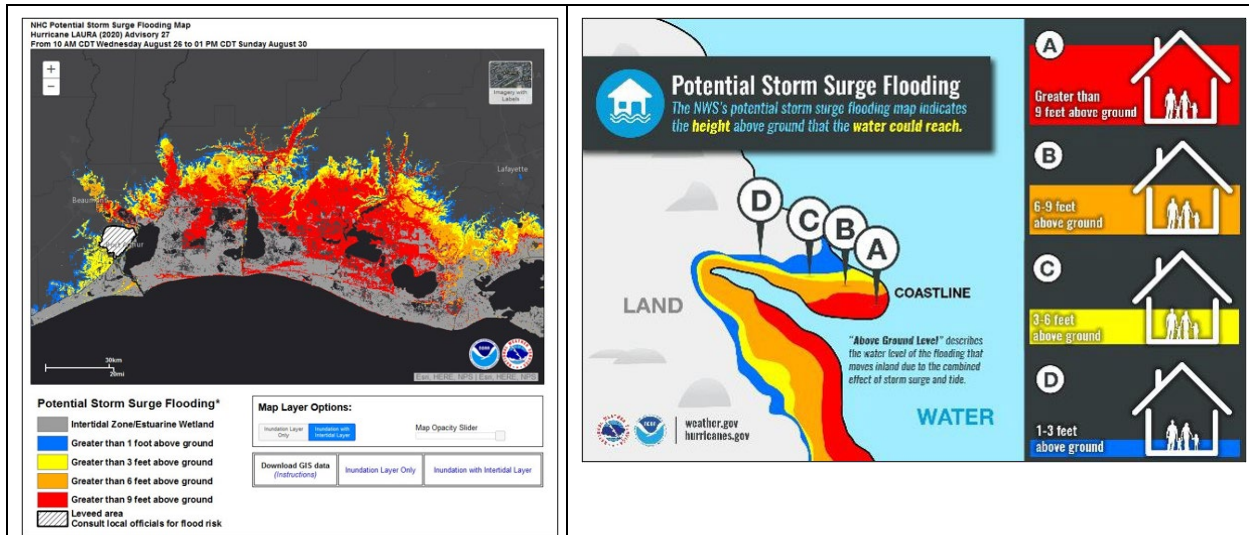 NHC Potential Storm Surge Flooding Map
Hurricane LAURA (2020) Advisory 27
From 10 AM CDT Wednesday August 26 to 01 PM CDT Sunday August 30
+
−
Imagery with
Labels
Lafayette
Beaumont
30km
20mi
Esri, HERE, NPS | Esri, HERE, NPS
Potential Storm Surge Flooding*
Intertidal Zone/Estuarine Wetland
Greater than 1 foot above ground
Greater than 3 feet above ground
Greater than 6 feet above ground
Greater than 9 feet above ground
Leveed area
Consult local officials for flood risk
Map Layer Options:
Inundation Layer
Only
Inundation with
Intertidal Layer
Map Opacity Slider
Download GIS data
(Instructions)
Inundation Layer Only
Inundation with Intertidal Layer
Potential Storm Surge Flooding
The NWS's potential storm surge flooding map indicates
the height above ground that the water could reach.
D
C
B
A
COASTLINE
LAND
"Above Ground Level" describes
the water level of the flooding that
moves inland due to the combined
effect of storm surge and tide.
WATER
weather.gov
hurricanes.gov
A
Greater than
9 feet above ground
B
6-9 feet
above ground
C
3-6 feet
above ground
D
1-3 feet
above ground